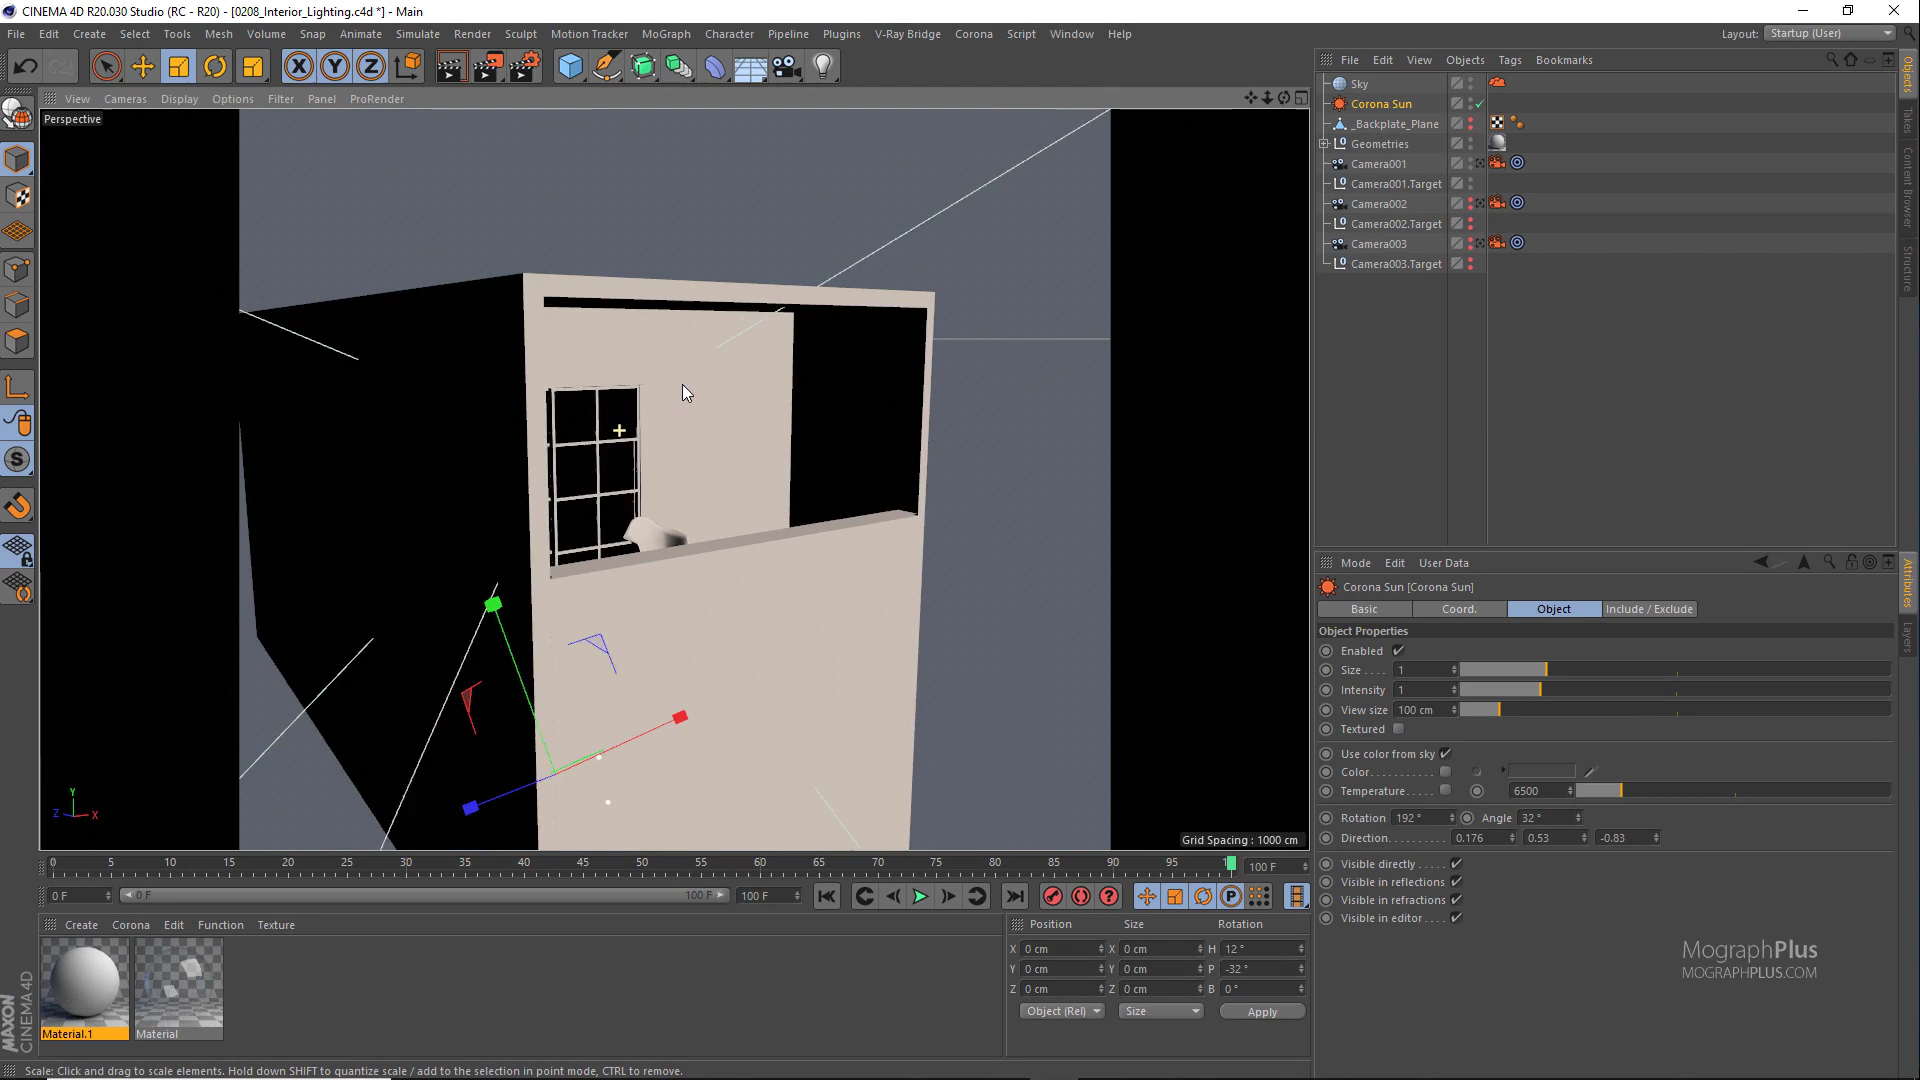 CINEMA 4D R20.030 Studio (RC - R20) - [0208_Interior_Lighting.c4d *] - Main
File Edit Create Select Tools Mesh Volume Snap Animate Simulate Render Sculpt Motion Tracker MoGraph Character Pipeline Plugins V-Ray Bridge Corona Script Window Help
Layout: Startup (User)
View Cameras Display Options Filter Panel ProRender
Perspective
Grid Spacing : 1000 cm
Y
Z X
File Edit View Objects Tags Bookmarks
Sky
Corona Sun
_Backplate_Plane
Geometries
Camera001
Camera001.Target
Camera002
Camera002.Target
Camera003
Camera003.Target
Objects
Takes
Content Browser
Structure
Mode Edit User Data
Corona Sun [Corona Sun]
Basic Coord. Object Include / Exclude
Object Properties
Enabled
Size . . . . 1
Intensity 1
View size 100 cm
Textured
Use color from sky
Color. . . . . . . . . . .
Temperature. . . . . 6500
Rotation 192 ° Angle 32 °
Direction. . . . . . . . . 0.176 0.53 -0.83
Visible directly . . . . .
Visible in reflections
Visible in refractions
Visible in editor . . . .
Attributes
Layers
MographPlus
MOGRAPHPLUS.COM
0 5 10 15 20 25 30 35 40 45 50 55 60 65 70 75 80 85 90 95 100 F
0 F 0 F 100 F 100 F
Create Corona Edit Function Texture
Material.1 Material
Position Size Rotation
X 0 cm X 0 cm H 12 °
Y 0 cm Y 0 cm P -32 °
Z 0 cm Z 0 cm B 0 °
Object (Rel) Size Apply
MAXON
CINEMA 4D
Scale: Click and drag to scale elements. Hold down SHIFT to quantize scale / add to the selection in point mode, CTRL to remove.